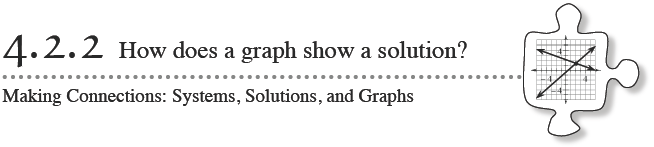 4.2.2 How does a graph show a solution?
Making Connections: Systems, Solutions, and Graphs